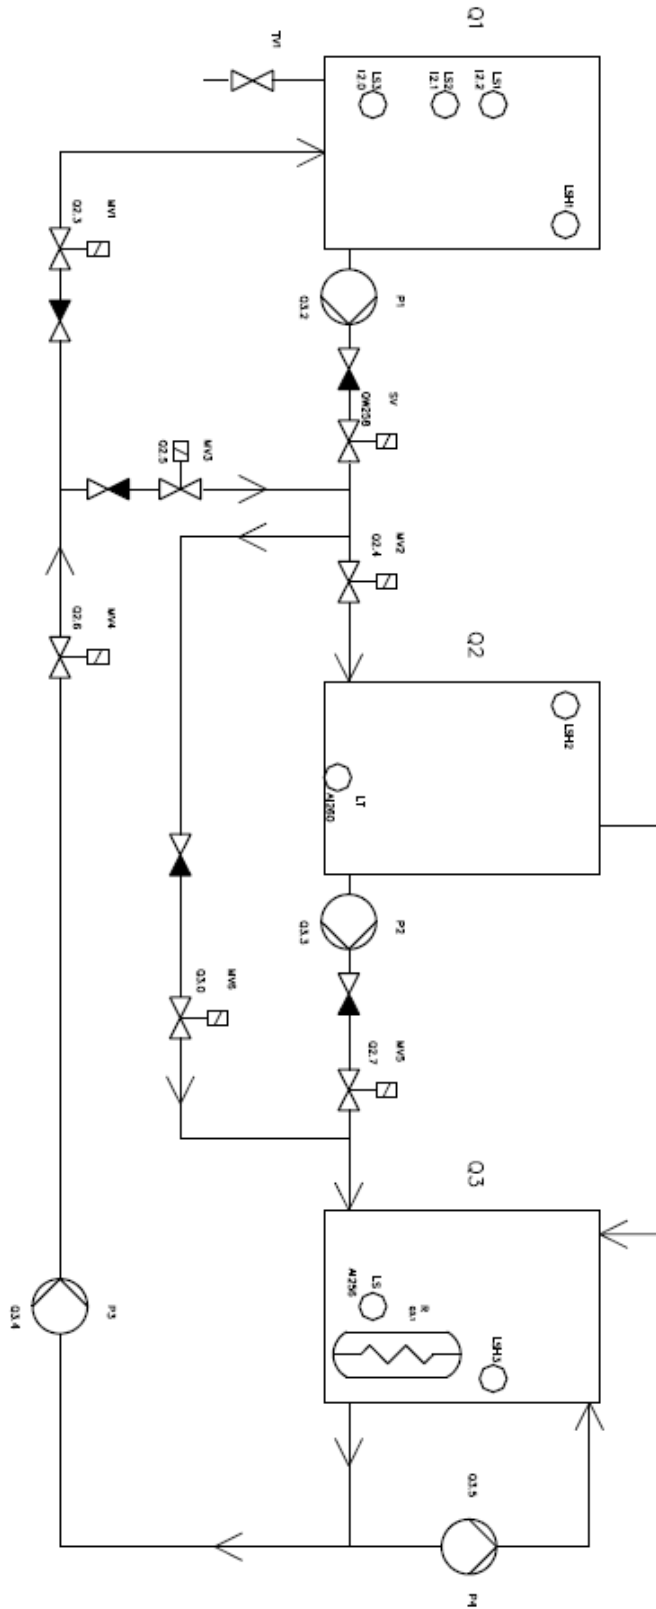 Q1
TV1
LS3
I2.0
LS2
I2.1
LS1
I2.2
LSH1
MV1
Q2.3
P1
Q3.2
SV
QW258
MV3
Q2.5
MV2
Q2.4
MV4
Q2.6
Q2
LSH2
LT
AI260
P2
Q3.3
MV6
Q3.0
MV5
Q2.7
Q3
LS
AI256
R
Q3.1
LSH3
P3
Q3.4
Q3.5
P4